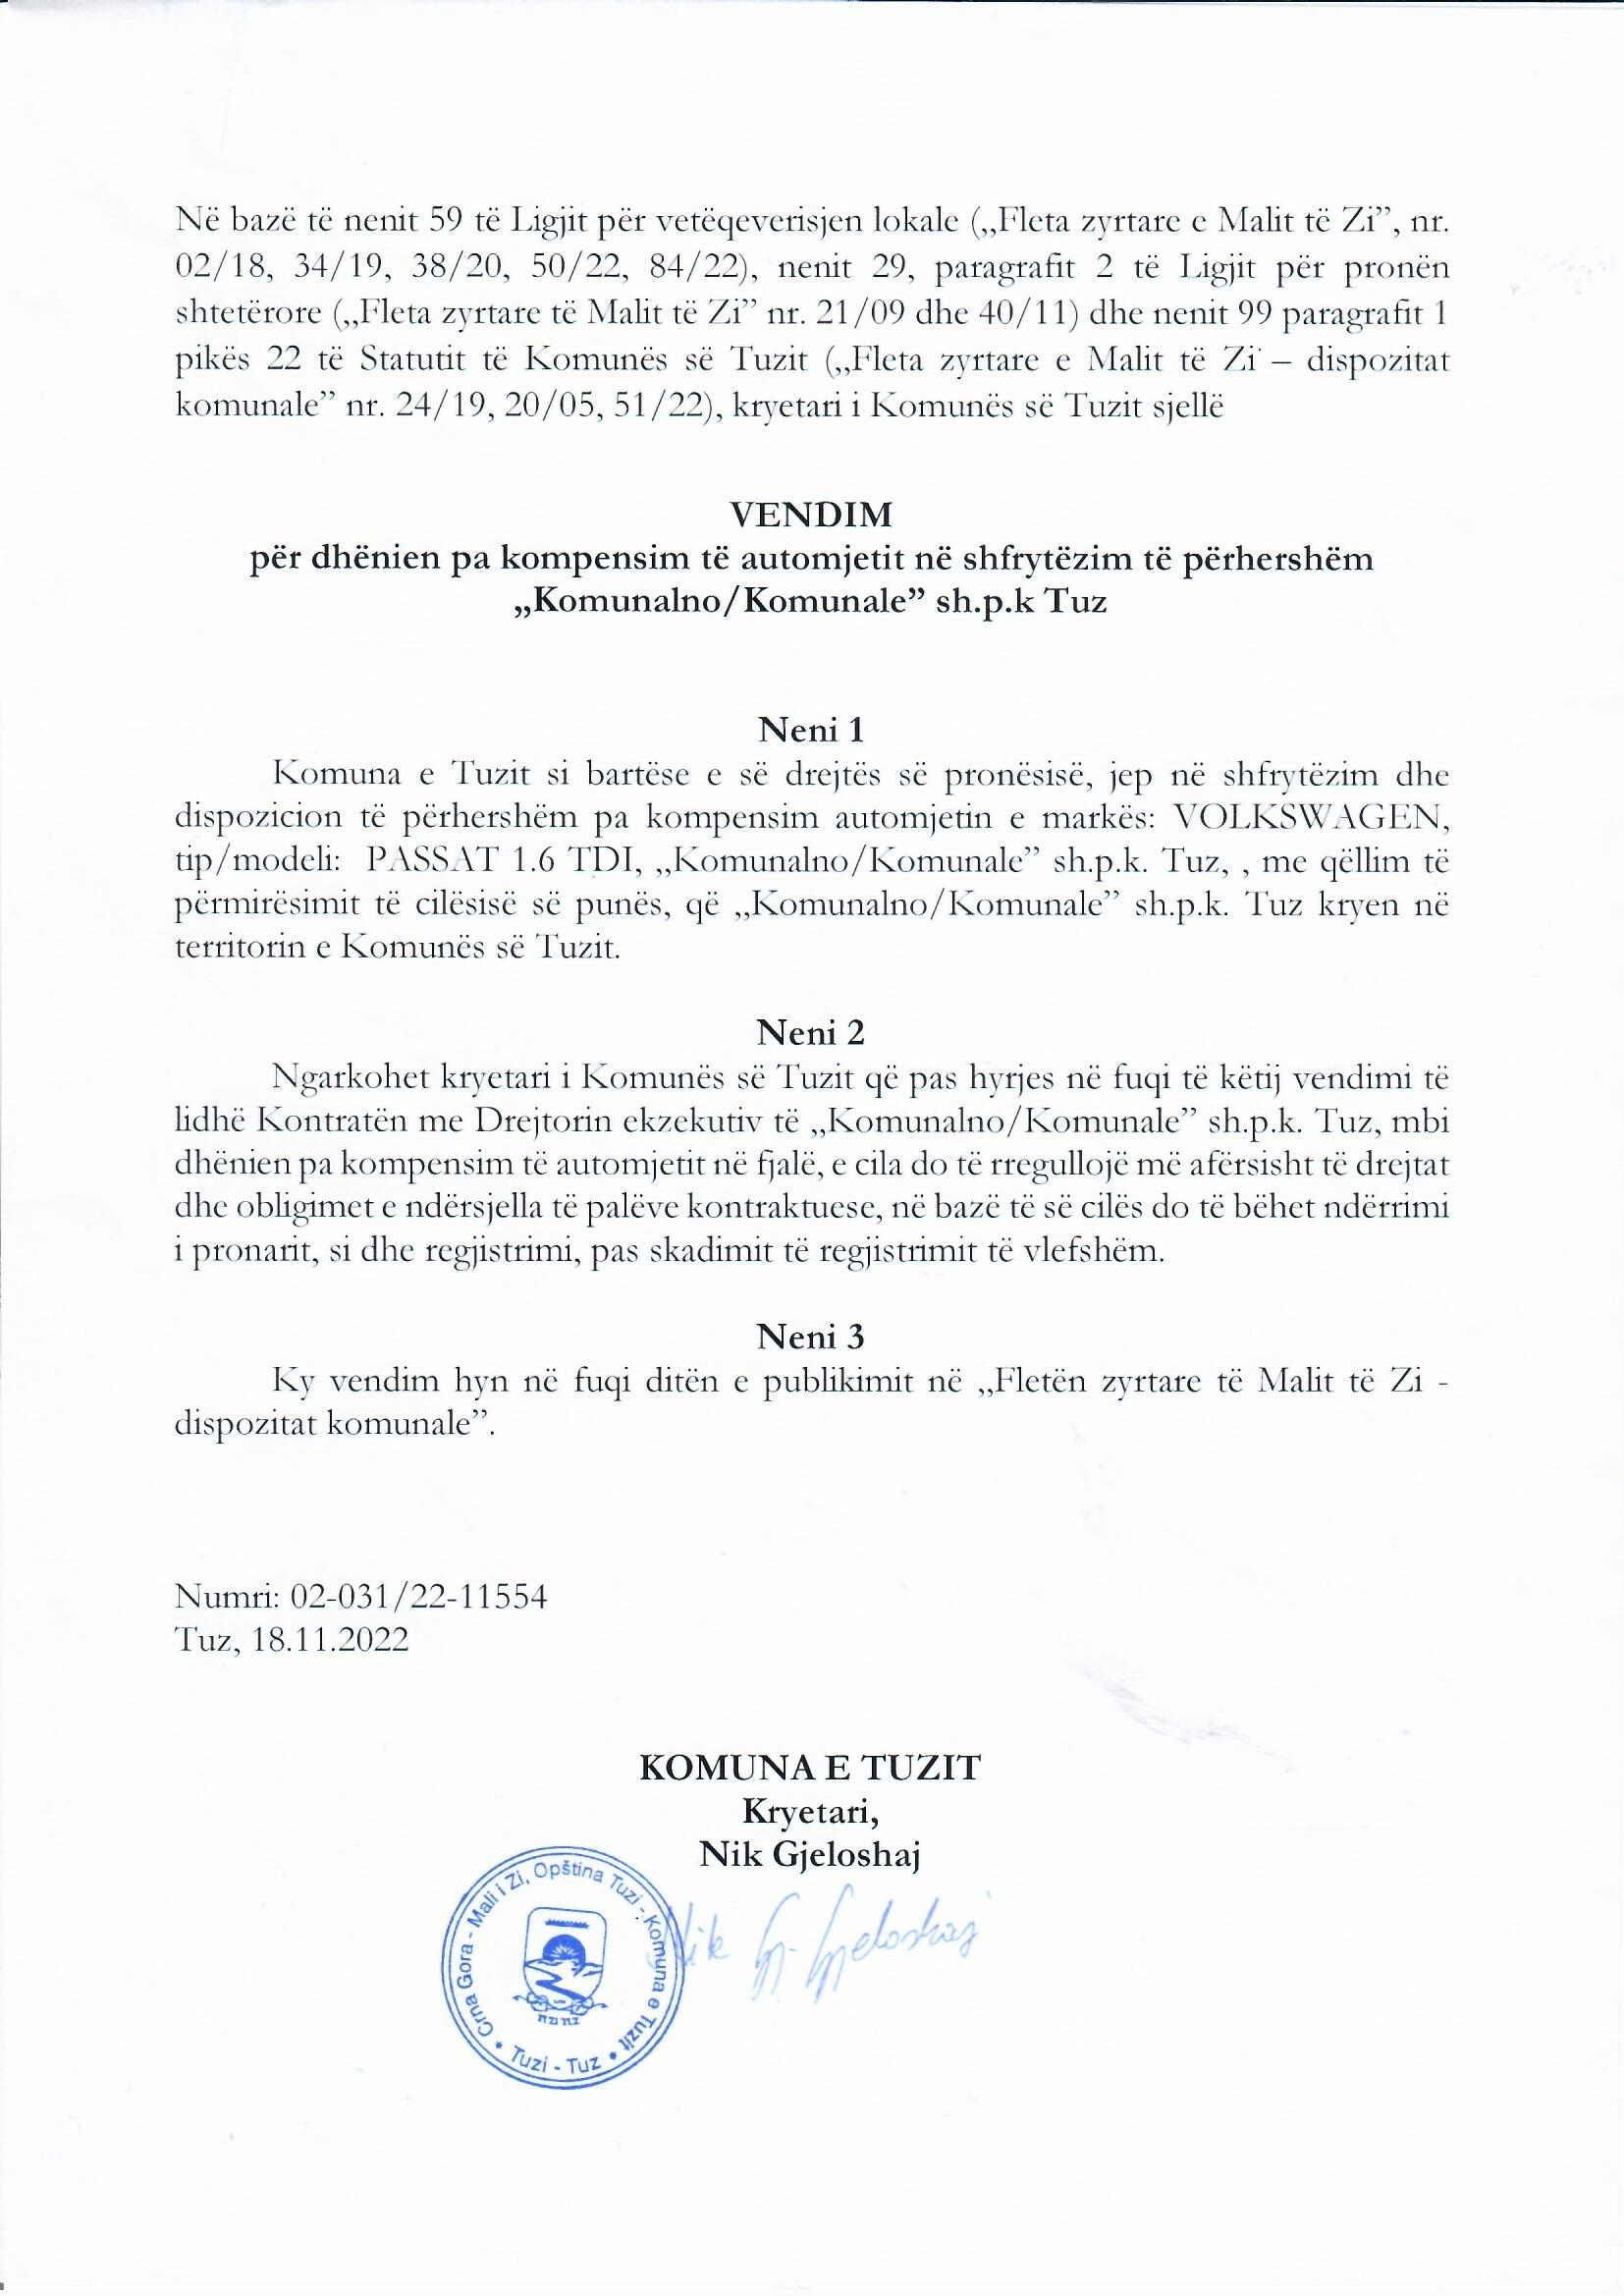 Në bazë të nenit 59 të Ligjit për vetëqeverisjen lokale („Fleta zyrtare e Malit të Zi”, nr.
02/18, 34/19, 38/20, 50/22, 84/22), nenit 29, paragrafit 2 të Ligjit për pronën
shtetërore („Fleta zyrtare të Malit të Zi” nr. 21/09 dhe 40/11) dhe nenit 99 paragrafit 1
pikës 22 të Statutit të Komunës së Tuzit („Fleta zyrtare e Malit të Zi – dispozitat
komunale” nr. 24/19, 20/05, 51/22), kryetari i Komunës së Tuzit sjellë
VENDIM
për dhënien pa kompensim të automjetit në shfrytëzim të përhershëm
„Komunalno/Komunale” sh.p.k Tuz
Neni 1
Komuna e Tuzit si bartëse e së drejtës së pronësisë, jep në shfrytëzim dhe
dispozicion të përhershëm pa kompensim automjetin e markës: VOLKSWAGEN,
tip/modeli: PASSAT 1.6 TDI, „Komunalno/Komunale” sh.p.k. Tuz, , me qëllim të
përmirësimit të cilësisë së punës, që „Komunalno/Komunale” sh.p.k. Tuz kryen në
territorin e Komunës së Tuzit.
Neni 2
Ngarkohet kryetari i Komunës së Tuzit që pas hyrjes në fuqi të këtij vendimi të
lidhë Kontratën me Drejtorin ekzekutiv të „Komunalno/Komunale” sh.p.k. Tuz, mbi
dhënien pa kompensim të automjetit në fjalë, e cila do të rregullojë më afërsisht të drejtat
dhe obligimet e ndërsjella të palëve kontraktuese, në bazë të së cilës do të bëhet ndërrimi
i pronarit, si dhe regjistrimi, pas skadimit të regjistrimit të vlefshëm.
Neni 3
Ky vendim hyn në fuqi ditën e publikimit në „Fletën zyrtare të Malit të Zi -
dispozitat komunale”.
Numri: 02-031/22-11554
Tuz, 18.11.2022
KOMUNA E TUZIT
Kryetari,
Nik Gjeloshaj
Nik Gj. Gjeloshaj
Crna Gora - Mali i Zi, Opština Tuzi - Komuna e Tuzit
Tuzi - Tuz